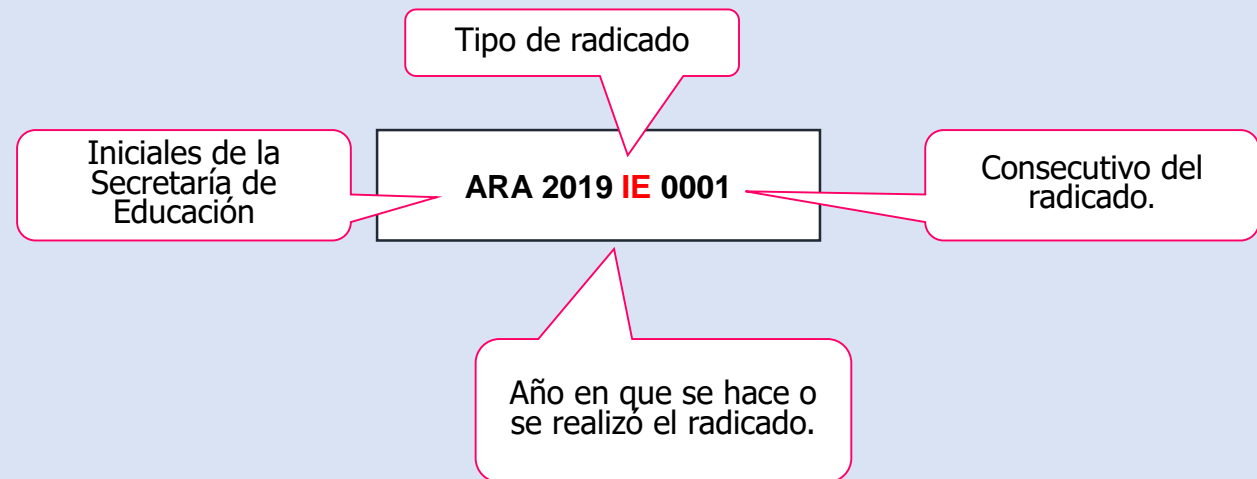 Tipo de radicado
Iniciales de la
Secretaría de
Educación
ARA 2019 IE 0001
Consecutivo del
radicado.
Año en que se hace o
se realizó el radicado.